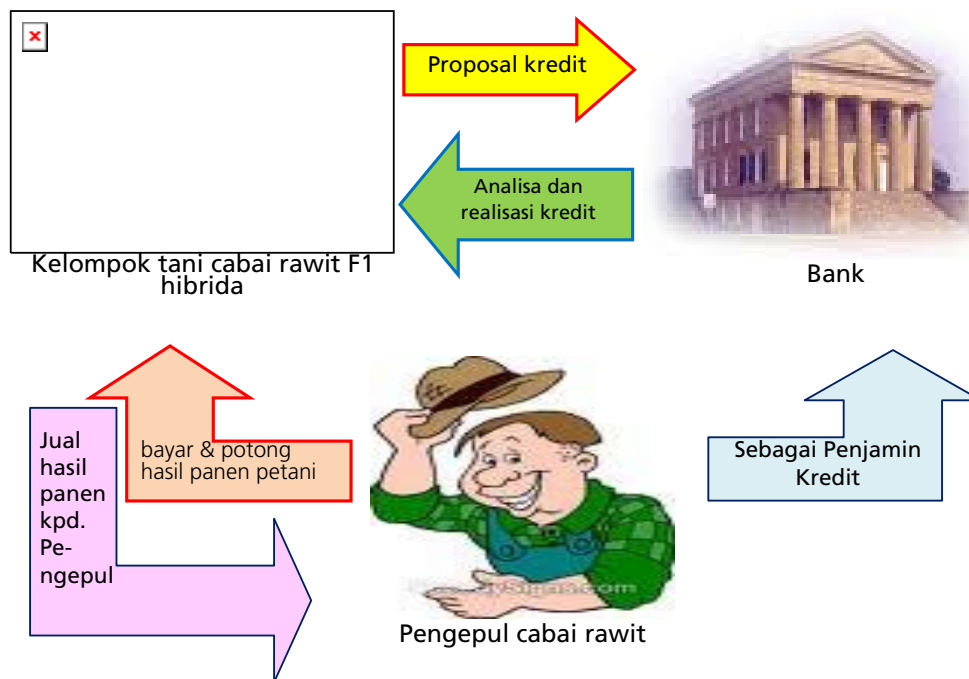 Proposal kredit
Analisa dan
realisasi kredit
Kelompok tani cabai rawit F1
hibrida
Bank
Jual
hasil
panen
kpd.
Pe-
ngepul
bayar & potong
hasil panen petani
Sebagai Penjamin
Kredit
Pengepul cabai rawit